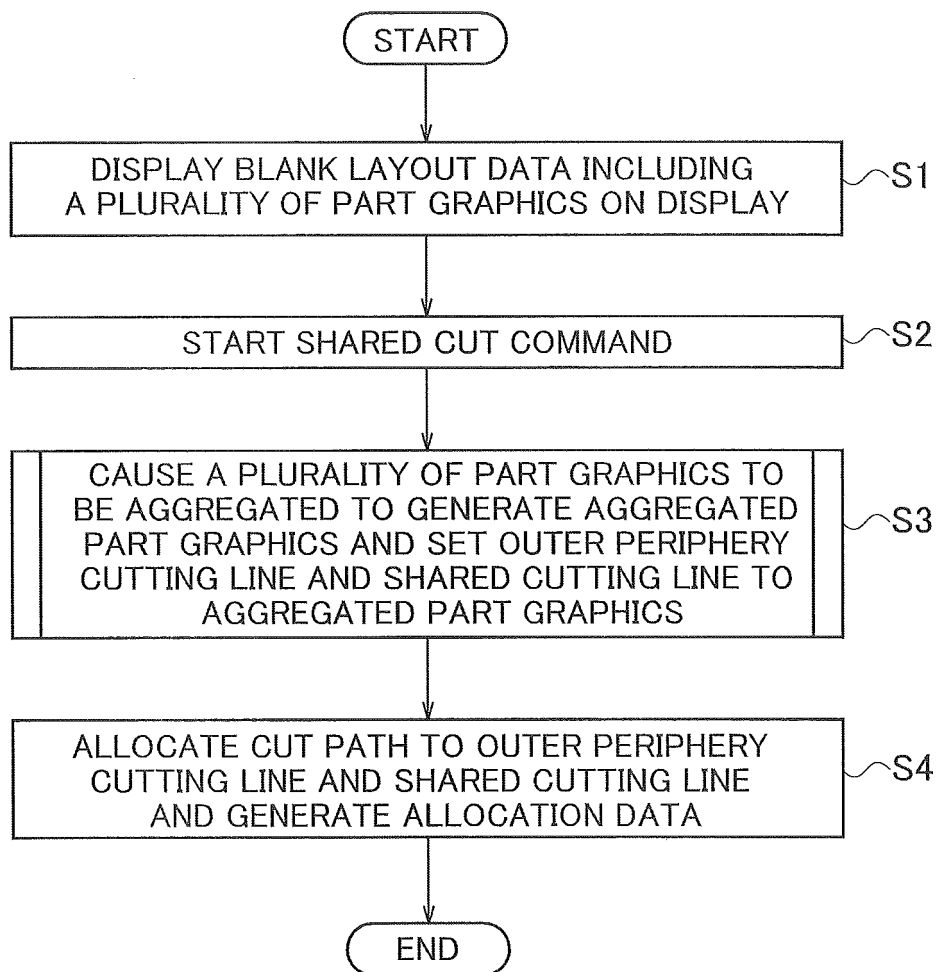 START
DISPLAY BLANK LAYOUT DATA INCLUDING
A PLURALITY OF PART GRAPHICS ON DISPLAY
S1
START SHARED CUT COMMAND
S2
CAUSE A PLURALITY OF PART GRAPHICS TO
BE AGGREGATED TO GENERATE AGGREGATED
PART GRAPHICS AND SET OUTER PERIPHERY
CUTTING LINE AND SHARED CUTTING LINE TO
AGGREGATED PART GRAPHICS
S3
ALLOCATE CUT PATH TO OUTER PERIPHERY
CUTTING LINE AND SHARED CUTTING LINE
AND GENERATE ALLOCATION DATA
S4
END